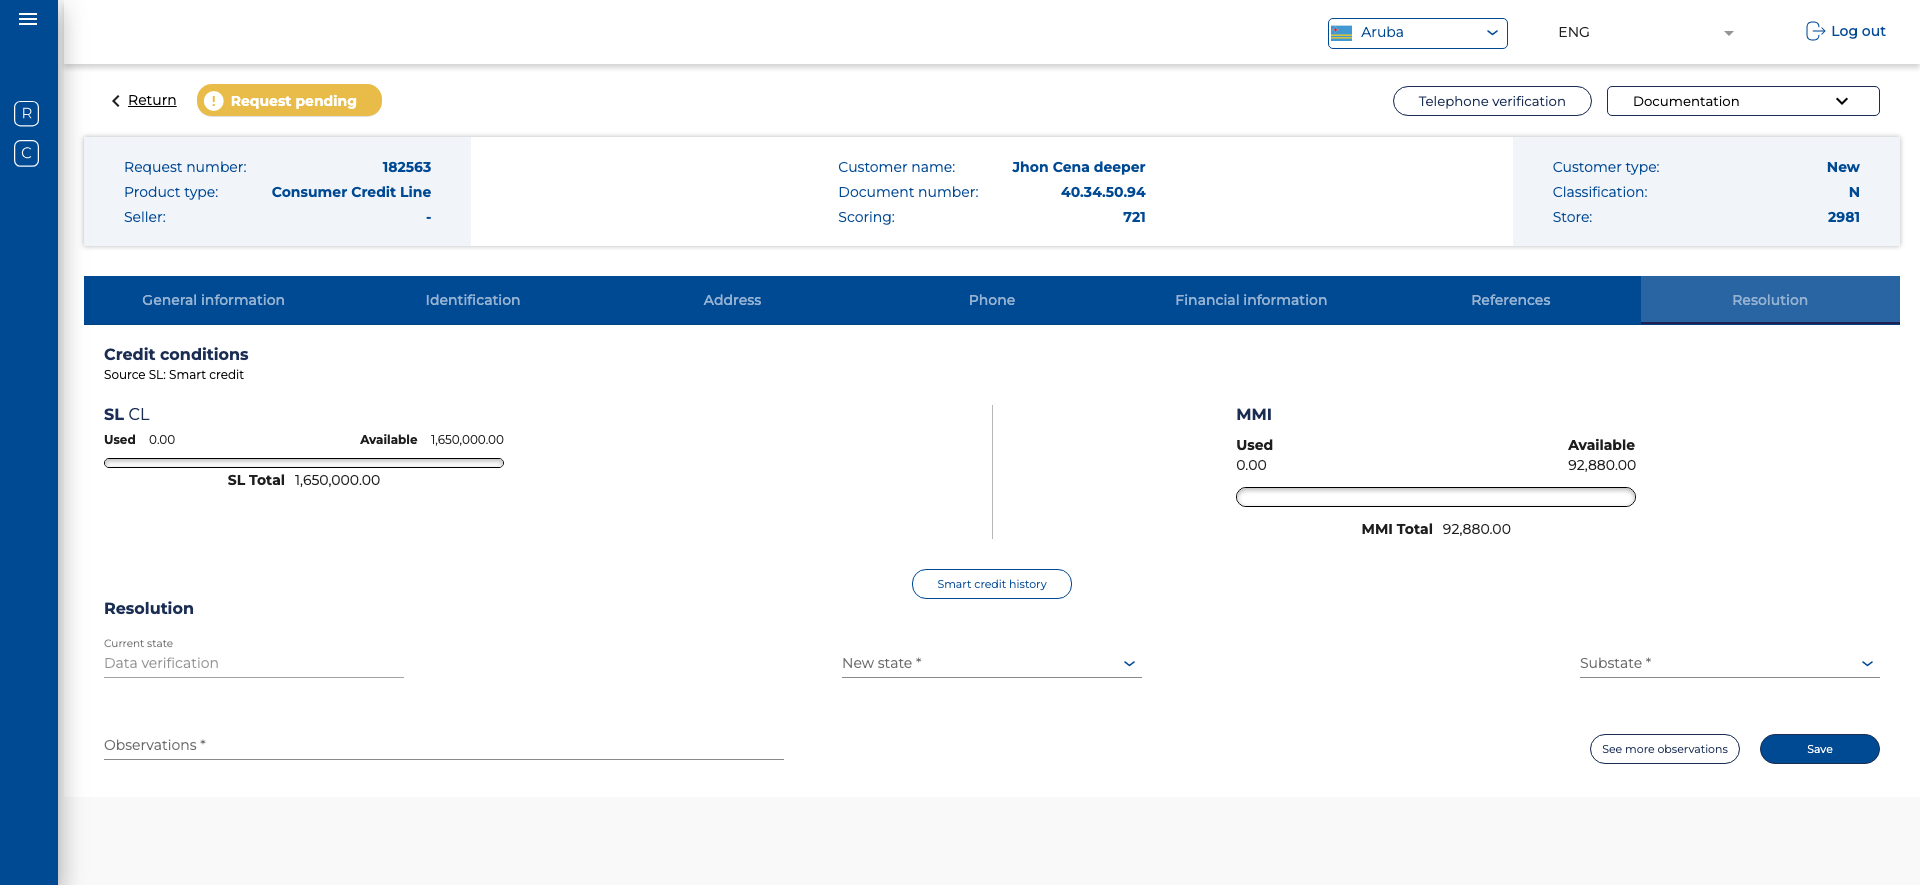 Aruba
ENG
Log out
R
C
Return
Request pending
Telephone verification
Documentation
Request number: 182563
Product type: Consumer Credit Line
Seller: -
Customer name: Jhon Cena deeper
Document number: 40.34.50.94
Scoring: 721
Customer type: New
Classification: N
Store: 2981
General information
Identification
Address
Phone
Financial information
References
Resolution
Credit conditions
Source SL: Smart credit
SL CL
Used 0.00 Available 1,650,000.00
SL Total 1,650,000.00
MMI
Used Available
0.00 92,880.00
MMI Total 92,880.00
Smart credit history
Resolution
Current state
Data verification
New state *
Substate *
Observations *
See more observations
Save